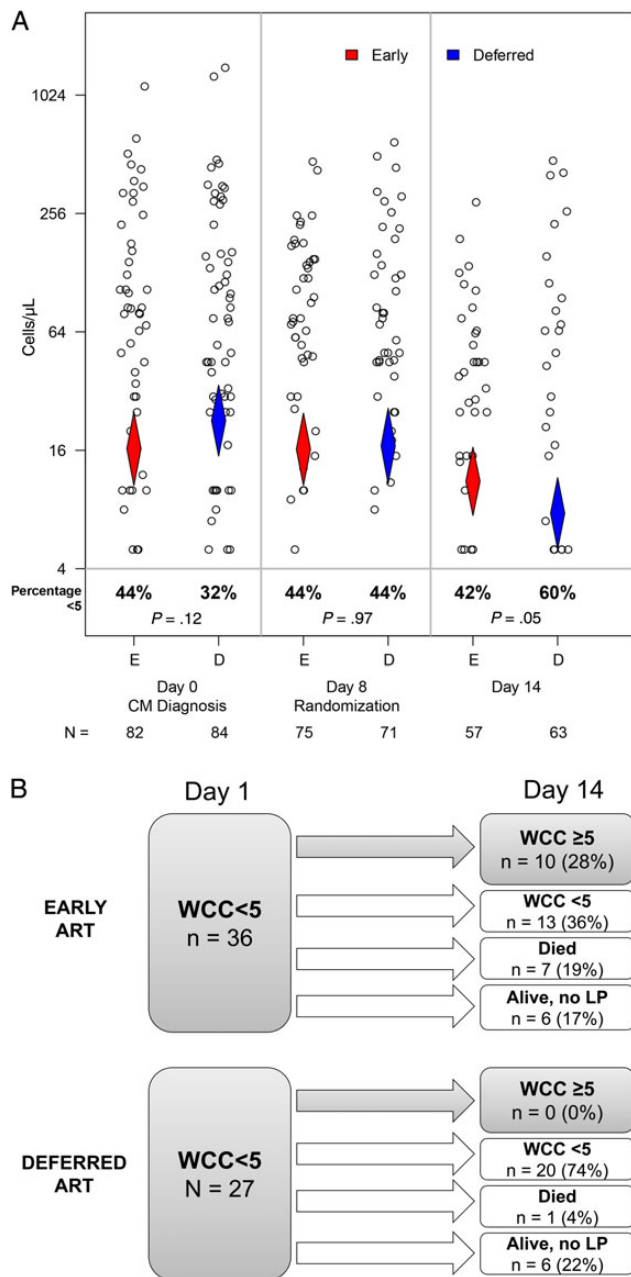 A
Early Deferred
1024
256
64
16
4
Cells/µL
Percentage <5
44% 32% 44% 44% 42% 60%
P = .12 P = .97 P = .05
E D E D E D
Day 0 Day 8 Day 14
CM Diagnosis Randomization
N = 82 84 75 71 57 63
B
Day 1 Day 14
EARLY ART
WCC<5
n = 36
WCC ≥5
n = 10 (28%)
WCC <5
n = 13 (36%)
Died
n = 7 (19%)
Alive, no LP
n = 6 (17%)
DEFERRED ART
WCC<5
N = 27
WCC ≥5
n = 0 (0%)
WCC <5
n = 20 (74%)
Died
n = 1 (4%)
Alive, no LP
n = 6 (22%)